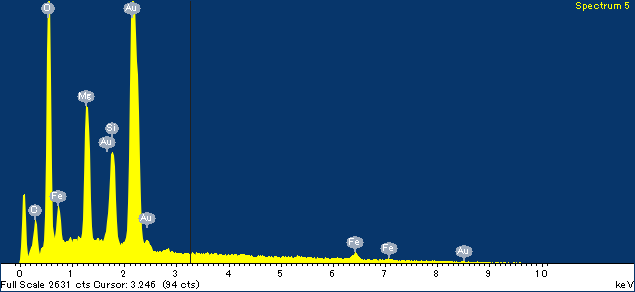 Spectrum 5
O Au
Mg
Si
Au
Fe
C Au
Fe Fe Au
0 1 2 3 4 5 6 7 8 9 10
Full Scale 2631 cts Cursor: 3.246 (94 cts) keV